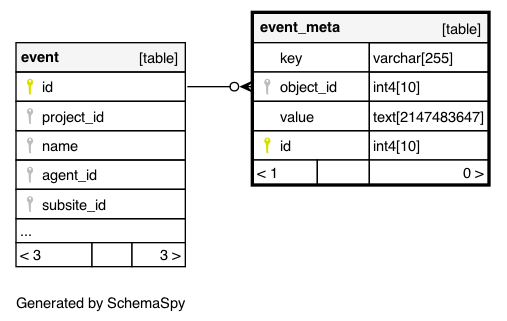 event [table]
id
project_id
name
agent_id
subsite_id
...
< 3 3 >
event_meta [table]
key varchar[255]
object_id int4[10]
value text[2147483647]
id int4[10]
< 1 0 >
Generated by SchemaSpy